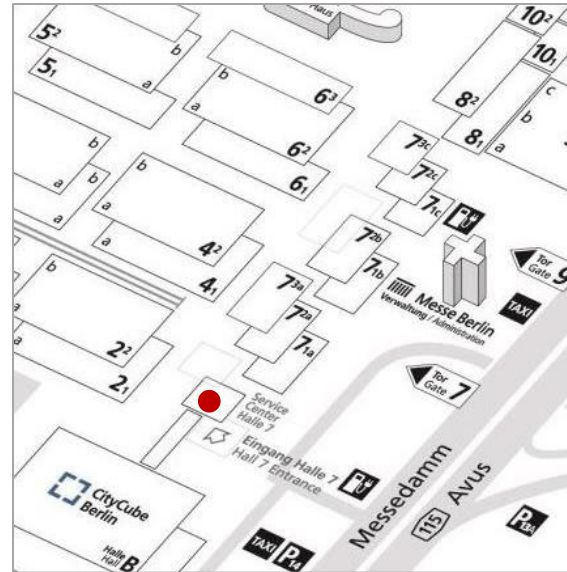 Haus
10²
10₁
5²
b
5₁
a
b
6³
a
6²
6₁
8²
8₁
c
b
a
7³ᶜ
7²ᶜ
7₁ᶜ
b
a
b
a
b
4²
a
4₁
7²ᵇ
7₁ᵇ
Tor
Gate 9
TAXI
Messe Berlin
Verwaltung / Administration
7³ᵃ
7²ᵃ
7₁ᵃ
b
2²
a
2₁
Tor
Gate 7
Service
Center
Halle 7
Eingang Halle 7
Hall 7 Entrance
CityCube
Berlin
Halle
Hall B
Messedamm
115
Avus
TAXI
P14